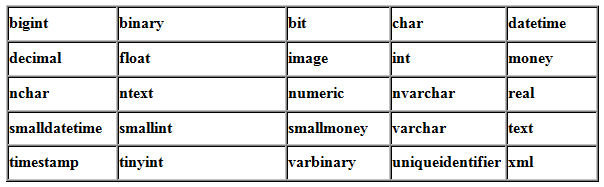 bigint binary bit char datetime
decimal float image int money
nchar ntext numeric nvarchar real
smalldatetime smallint smallmoney varchar text
timestamp tinyint varbinary uniqueidentifier xml